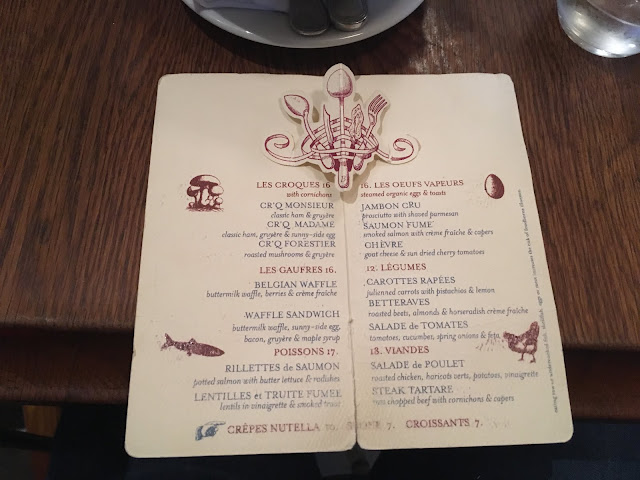 LES CROQUES 16
with cornichons
CR'Q MONSIEUR
classic ham & gruyère
CR'Q MADAME
classic ham, gruyère & sunny-side egg
CR'Q FORESTIER
roasted mushrooms & gruyère
LES GAUFRES 16.
BELGIAN WAFFLE
buttermilk waffle, berries & crème fraîche
WAFFLE SANDWICH
buttermilk waffle, sunny-side egg,
bacon, gruyère & maple syrup
POISSONS 17.
RILLETTES de SAUMON
potted salmon with butter lettuce & radishes
LENTILLES et TRUITE FUMEE
lentils in vinaigrette & smoked trout
16. LES OEUFS VAPEURS
steamed organic eggs & toasts
JAMBON CRU
prosciutto with shaved parmesan
SAUMON FUMÉ
smoked salmon with crème fraîche & capers
CHÈVRE
goat cheese & sun dried cherry tomatoes
12. LÉGUMES
CAROTTES RAPÉES
julienned carrots with pistachios & lemon
BETTERAVES
roasted beets, almonds & horseradish crème fraîche
SALADE de TOMATES
tomatoes, cucumber, spring onions & feta
18. VIANDES
SALADE de POULET
roasted chicken, haricots verts, potatoes, vinaigrette
STEAK TARTARE
raw chopped beef with cornichons & capers
CRÊPES NUTELLA 7. CROISSANTS 7.